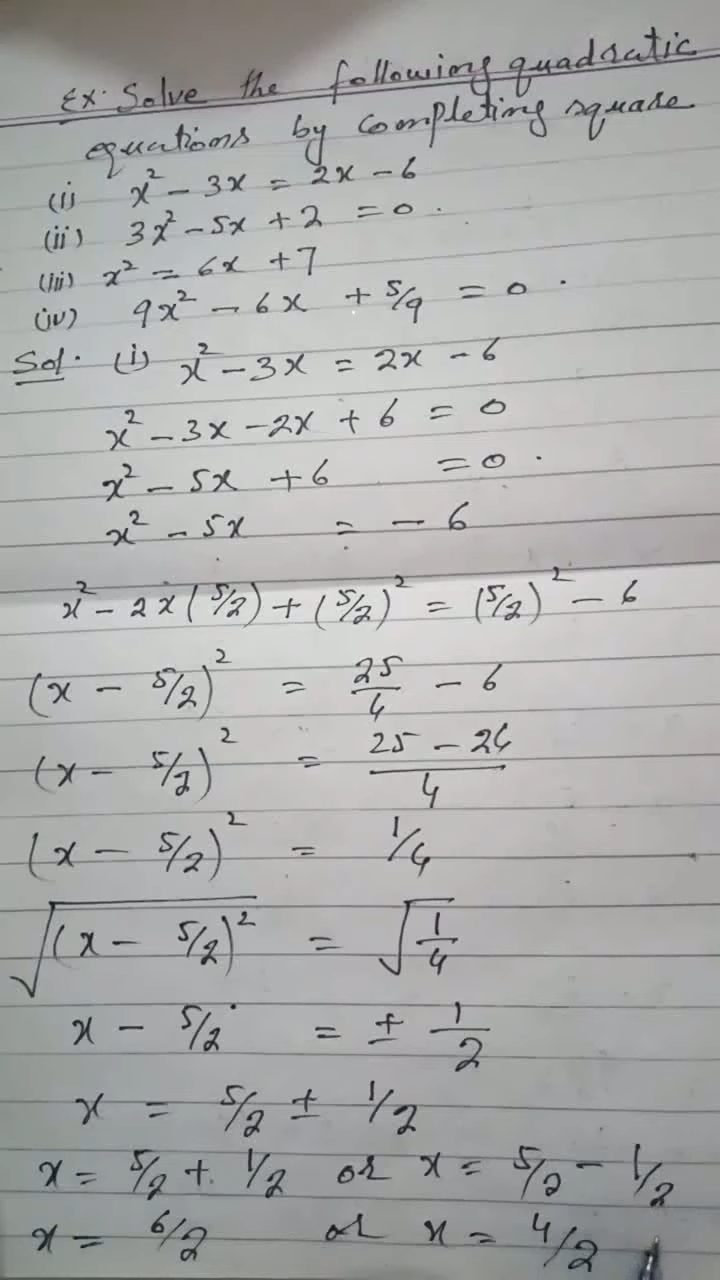 Ex. Solve the following quadratic
equations by completing square
(i) x² - 3x = 2x - 6
(ii) 3x² - 5x + 2 = 0.
(iii) x² = 6x + 7
(iv) 9x² - 6x + 5/9 = 0.
Sol. (i) x² - 3x = 2x - 6
x² - 3x - 2x + 6 = 0
x² - 5x + 6 = 0.
x² - 5x = - 6
x² - 2x(5/2) + (5/2)² = (5/2)² - 6
(x - 5/2)² = 25/4 - 6
(x - 5/2)² = (25 - 24)/4
(x - 5/2)² = 1/4
√(x - 5/2)² = √1/4
x - 5/2 = ± 1/2
x = 5/2 ± 1/2
x = 5/2 + 1/2 or x = 5/2 - 1/2
x = 6/2 or x = 4/2